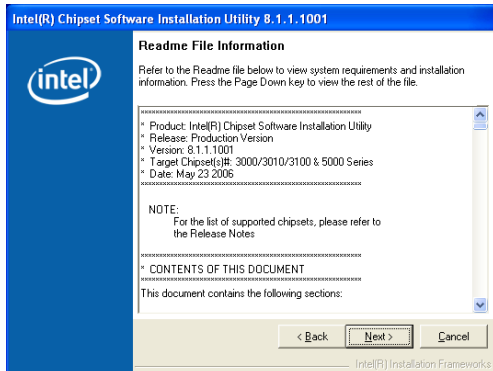 Intel(R) Chipset Software Installation Utility 8.1.1.1001
intel
Readme File Information
Refer to the Readme file below to view system requirements and installation
information. Press the Page Down key to view the rest of the file.
************************************************************
* Product: Intel(R) Chipset Software Installation Utility
* Release: Production Version
* Version: 8.1.1.1001
* Target Chipset(s)#: 3000/3010/3100 & 5000 Series
* Date: May 23 2006
************************************************************
NOTE:
For the list of supported chipsets, please refer to
the Release Notes
************************************************************
* CONTENTS OF THIS DOCUMENT
************************************************************
This document contains the following sections:
< Back
Next >
Cancel
Intel(R) Installation Frameworks